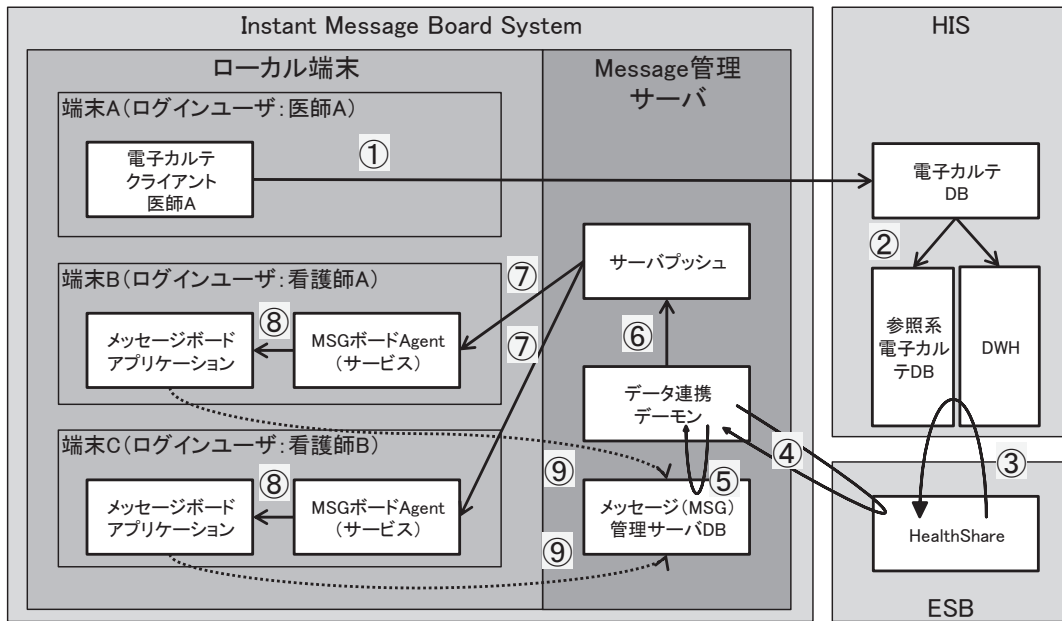 Instant Message Board System
ローカル端末
Message管理
サーバ
端末A(ログインユーザ:医師A)
電子カルテ
クライアント
医師A
①
端末B(ログインユーザ:看護師A)
メッセージボード
アプリケーション
⑧
MSGボードAgent
(サービス)
⑦
⑦
端末C(ログインユーザ:看護師B)
メッセージボード
アプリケーション
⑧
MSGボードAgent
(サービス)
⑨
⑨
サーバプッシュ
⑥
データ連携
デーモン
④
⑤
メッセージ(MSG)
管理サーバDB
HIS
電子カルテ
DB
②
参照系
電子カル
テDB
DWH
③
HealthShare
ESB